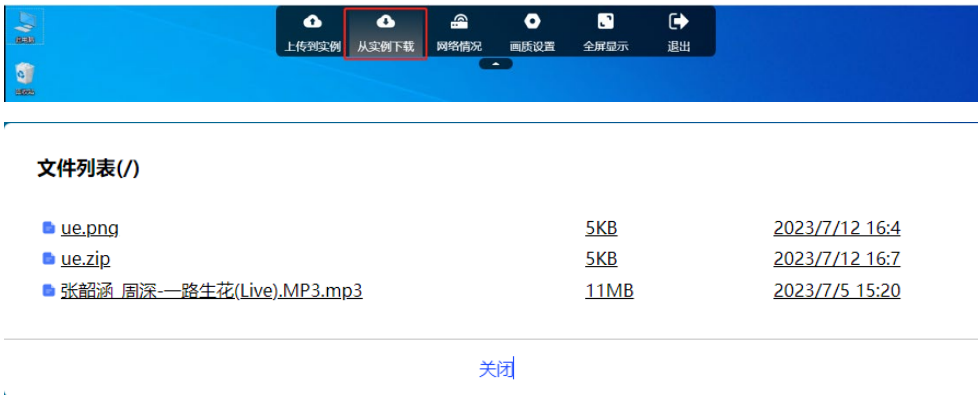 上传到实例 从实例下载 网络情况 画质设置 全屏显示 退出
文件列表(/)
ue.png 5KB 2023/7/12 16:4
ue.zip 5KB 2023/7/12 16:7
张韶涵_周深-一路生花(Live).MP3.mp3 11MB 2023/7/5 15:20
关闭